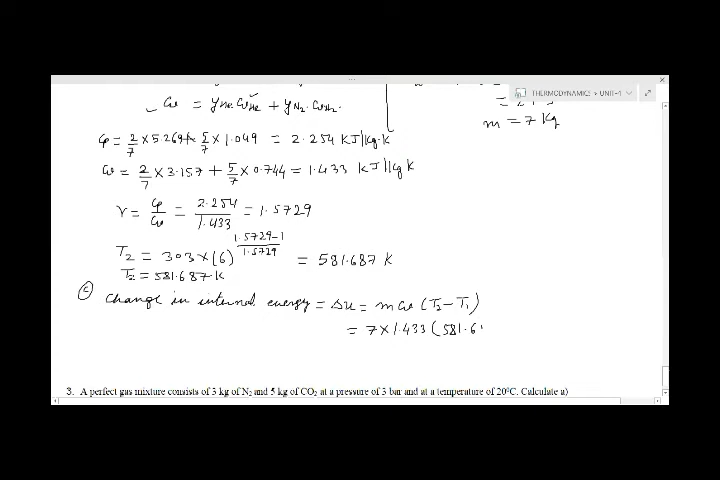 THERMODYNAMICS + UNIT-4
Cv = yHe. CvHe + yN2. CvN2.
m = 7 Kg
Cp = 2/7 × 5.269 + 5/7 × 1.049 = 2.254 KJ/Kg.K
Cv = 2/7 × 3.157 + 5/7 × 0.744 = 1.433 KJ/Kg K
γ = Cp/Cv = 2.254/1.433 = 1.5729
T2 = 303 × (6)^(1.5729-1)/1.5729 = 581.687 K
T2 = 581.687 K
c Change in internal energy = ΔU = m Cv (T2 - T1)
= 7 × 1.433 (581.6
3. A perfect gas mixture consists of 3 kg of N2 and 5 kg of CO2 at a pressure of 3 bar and at a temperature of 20°C. Calculate a)